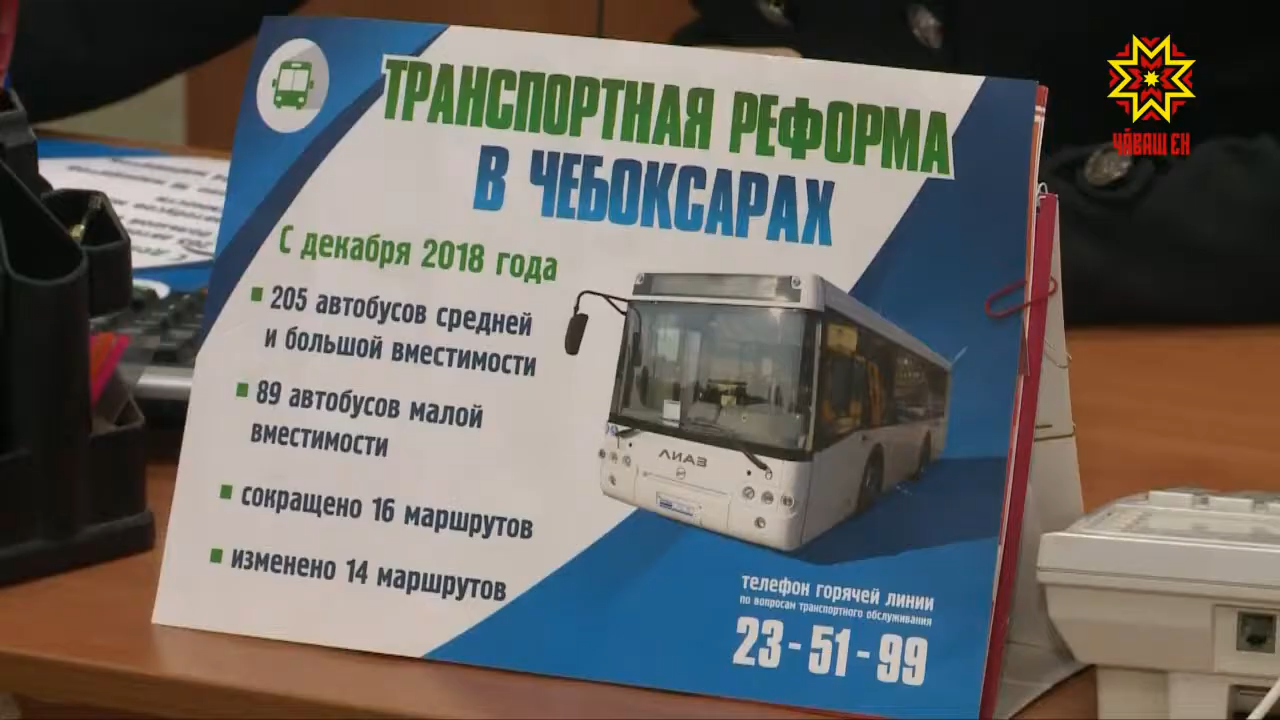 ТРАНСПОРТНАЯ РЕФОРМА
В ЧЕБОКСАРАХ
С декабря 2018 года
205 автобусов средней
и большой вместимости
89 автобусов малой
вместимости
сокращено 16 маршрутов
изменено 14 маршрутов
ЛИАЗ
телефон горячей линии
по вопросам транспортного обслуживания
23-51-99
ЧӐВАШ ЕН